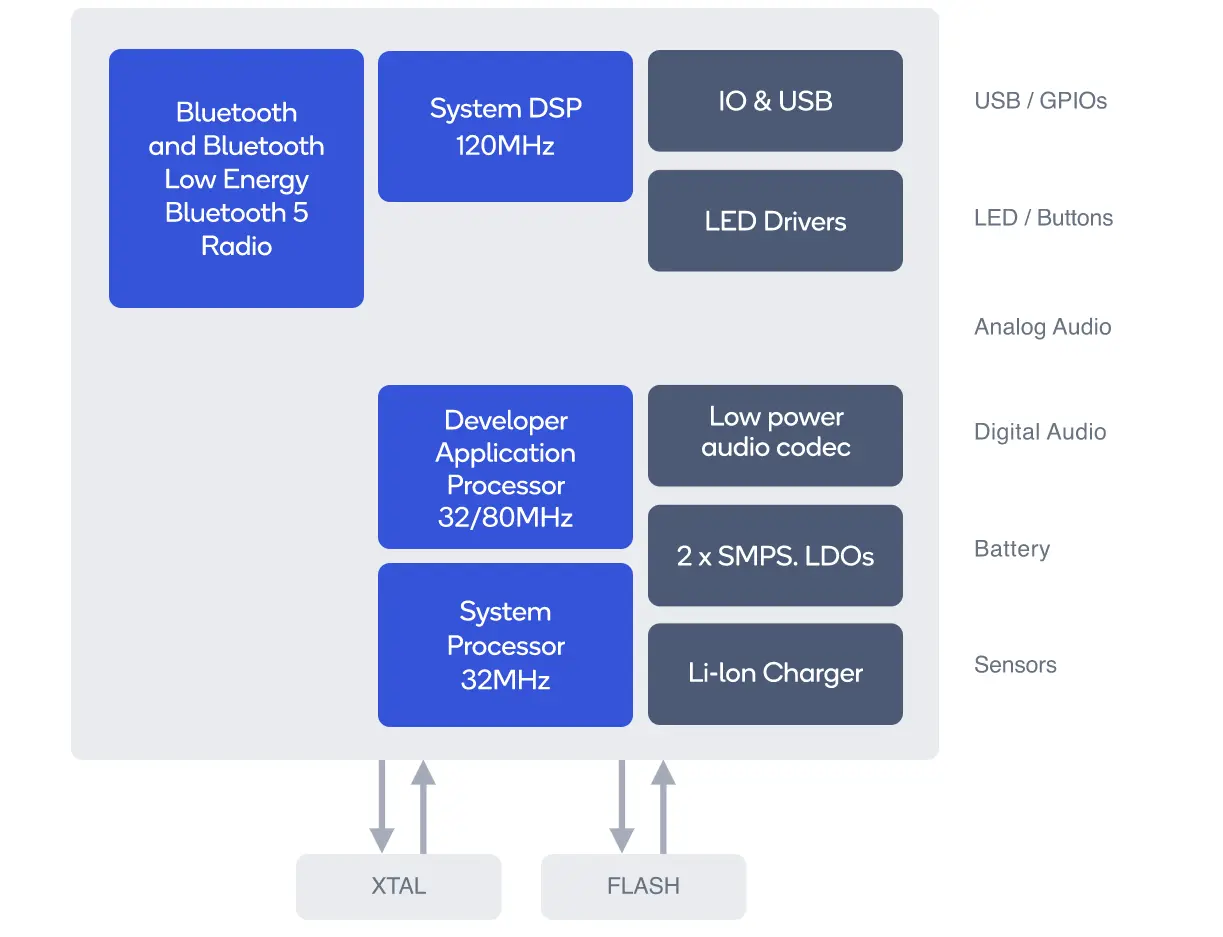 Bluetooth
and Bluetooth
Low Energy
Bluetooth 5
Radio
System DSP
120MHz
IO & USB
USB / GPIOs
LED Drivers
LED / Buttons
Analog Audio
Developer
Application
Processor
32/80MHz
Low power
audio codec
Digital Audio
2 x SMPS. LDOs
Battery
System
Processor
32MHz
Li-Ion Charger
Sensors
XTAL
FLASH